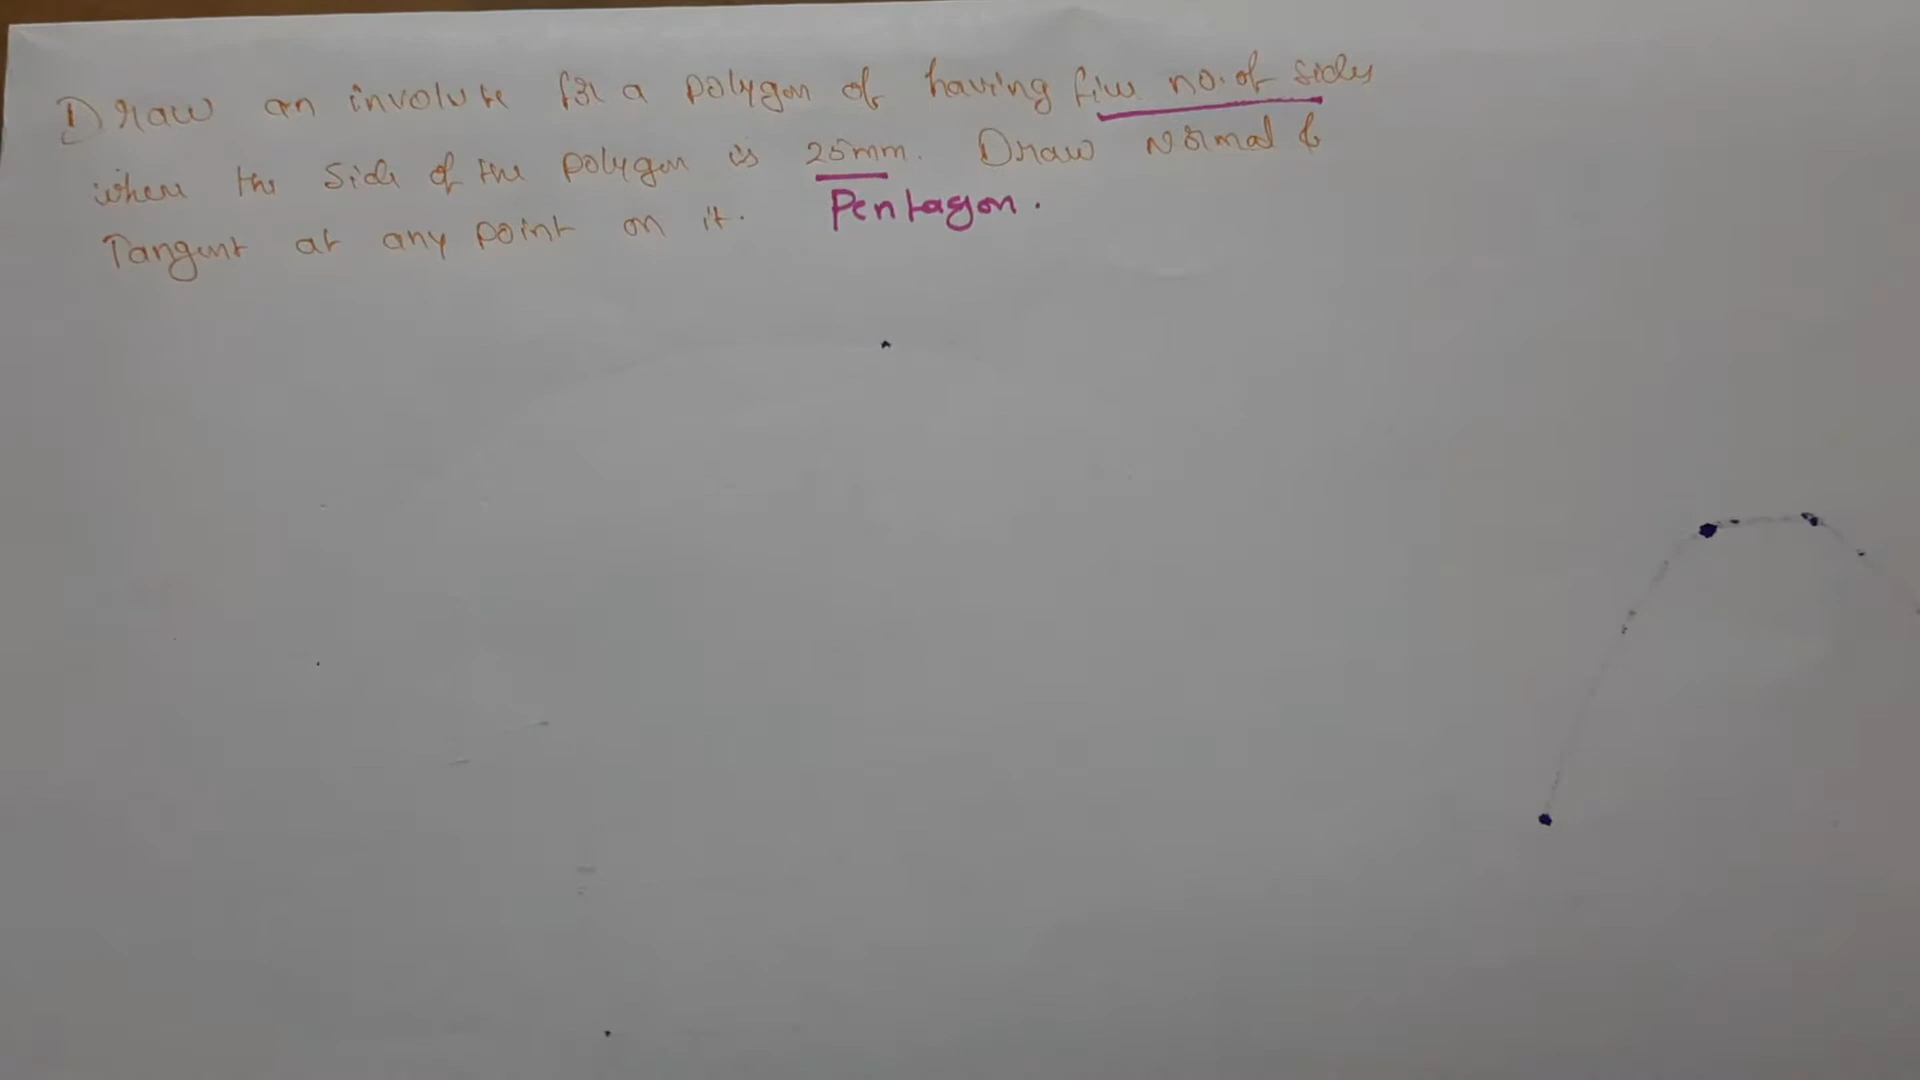 Draw an involute for a polygon of having five no. of sides
where the side of the polygon is 25mm. Draw Normal &
Tangent at any point on it. Pentagon.